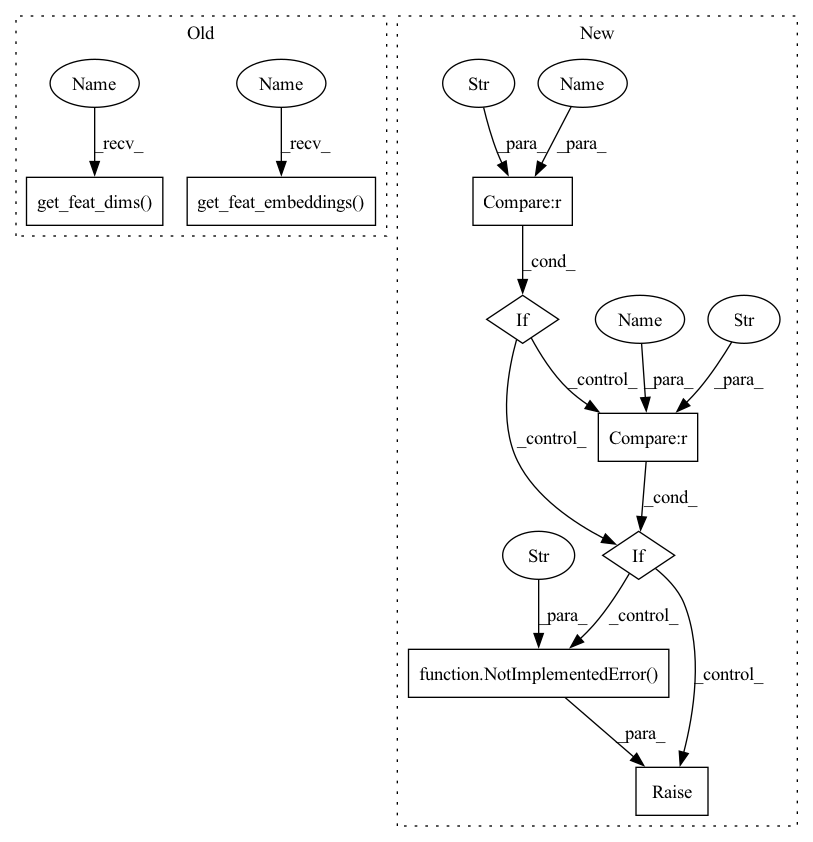 Old
New
Name
Name
Str
Name
_recv_
_recv_
_para_
_para_
get_feat_dims()
get_feat_embeddings()
Compare:r
_cond_
If
Name
Str
_control_
_para_
_para_
_control_
Compare:r
_cond_
Str
If
_para_
_control_
function.NotImplementedError()
_control_
_para_
Raise